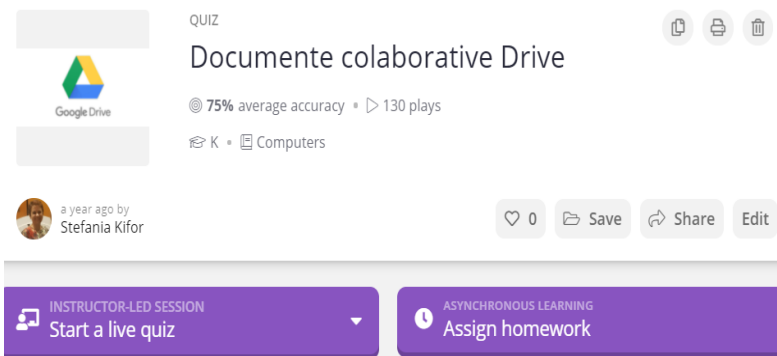 QUIZ
Documente colaborative Drive
75% average accuracy • 130 plays
K • Computers
Google Drive
a year ago by
Stefania Kifor
0
Save
Share
Edit
INSTRUCTOR-LED SESSION
Start a live quiz
ASYNCHRONOUS LEARNING
Assign homework